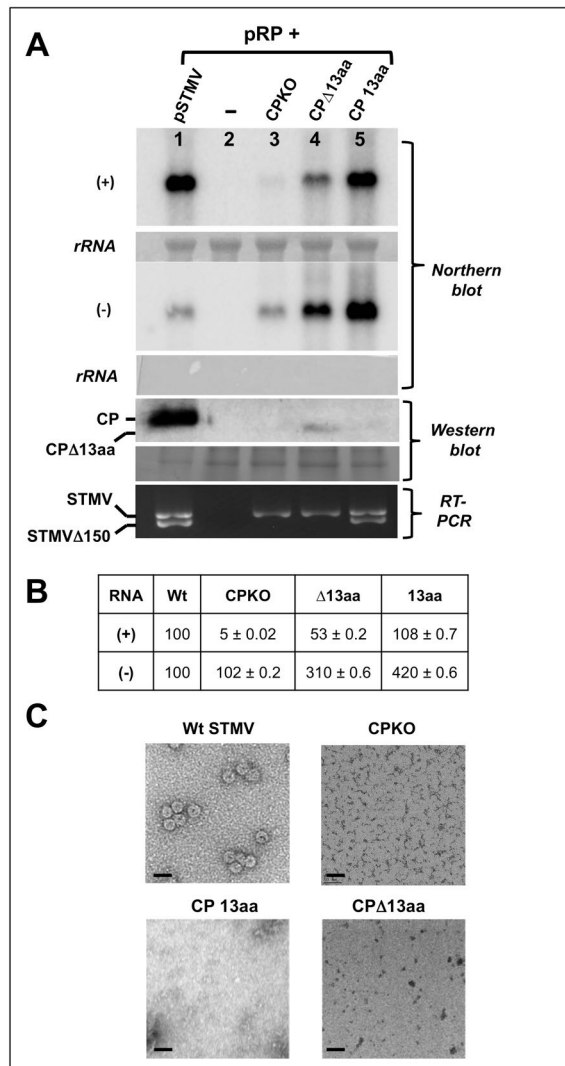 A
pRP +
pSTMV
–
CPKO
CPΔ13aa
CP 13aa
1 2 3 4 5
(+)
rRNA
(-)
rRNA
Northern
blot
CP
CPΔ13aa
Western
blot
STMV
STMVΔ150
RT-
PCR
B
RNA Wt CPKO Δ13aa 13aa
(+) 100 5 ± 0.02 53 ± 0.2 108 ± 0.7
(-) 100 102 ± 0.2 310 ± 0.6 420 ± 0.6
C
Wt STMV CPKO
CP 13aa CPΔ13aa